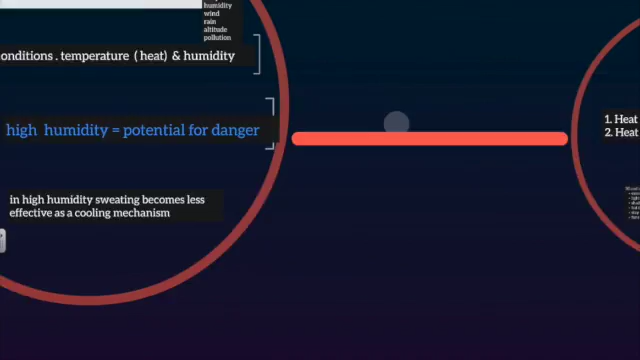 humidity
wind
rain
altitude
pollution
onditions . temperature ( heat) & humidity
high humidity = potential for danger
in high humidity sweating becomes less
effective as a cooling mechanism
1. Heat
2. Heat